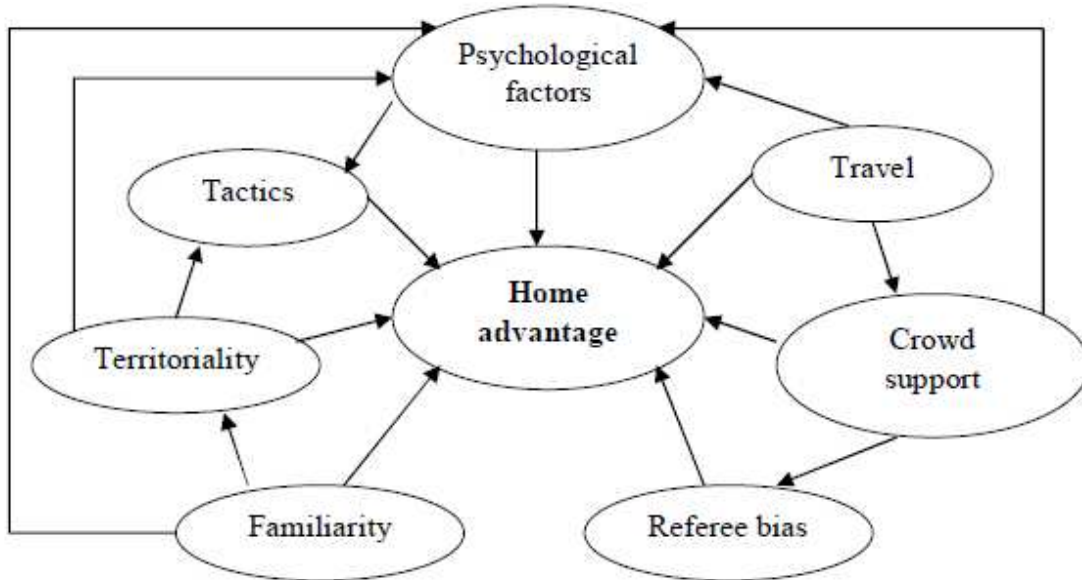 Psychological
factors
Tactics
Travel
Home
advantage
Territoriality
Crowd
support
Familiarity
Referee bias